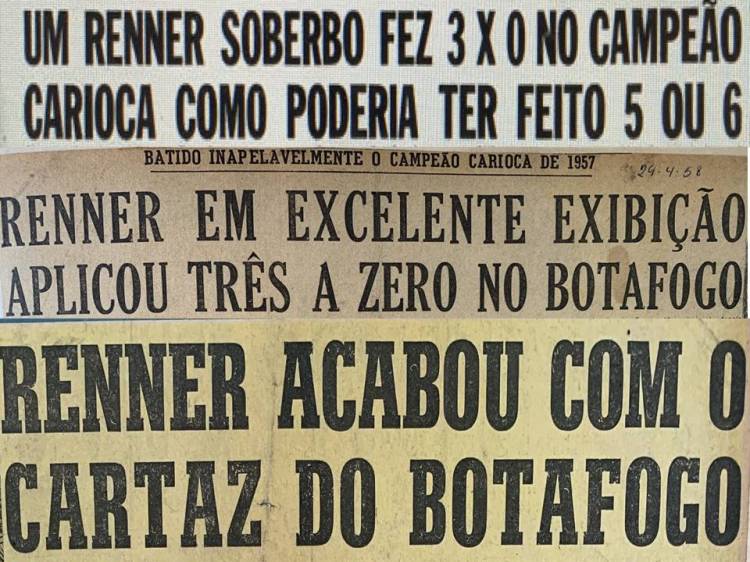 UM RENNER SOBERBO FEZ 3 X 0 NO CAMPEÃO
CARIOCA COMO PODERIA TER FEITO 5 OU 6
BATIDO INAPELAVELMENTE O CAMPEÃO CARIOCA DE 1957
29-4-58
RENNER EM EXCELENTE EXIBIÇÃO
APLICOU TRÊS A ZERO NO BOTAFOGO
RENNER ACABOU COM O
CARTAZ DO BOTAFOGO